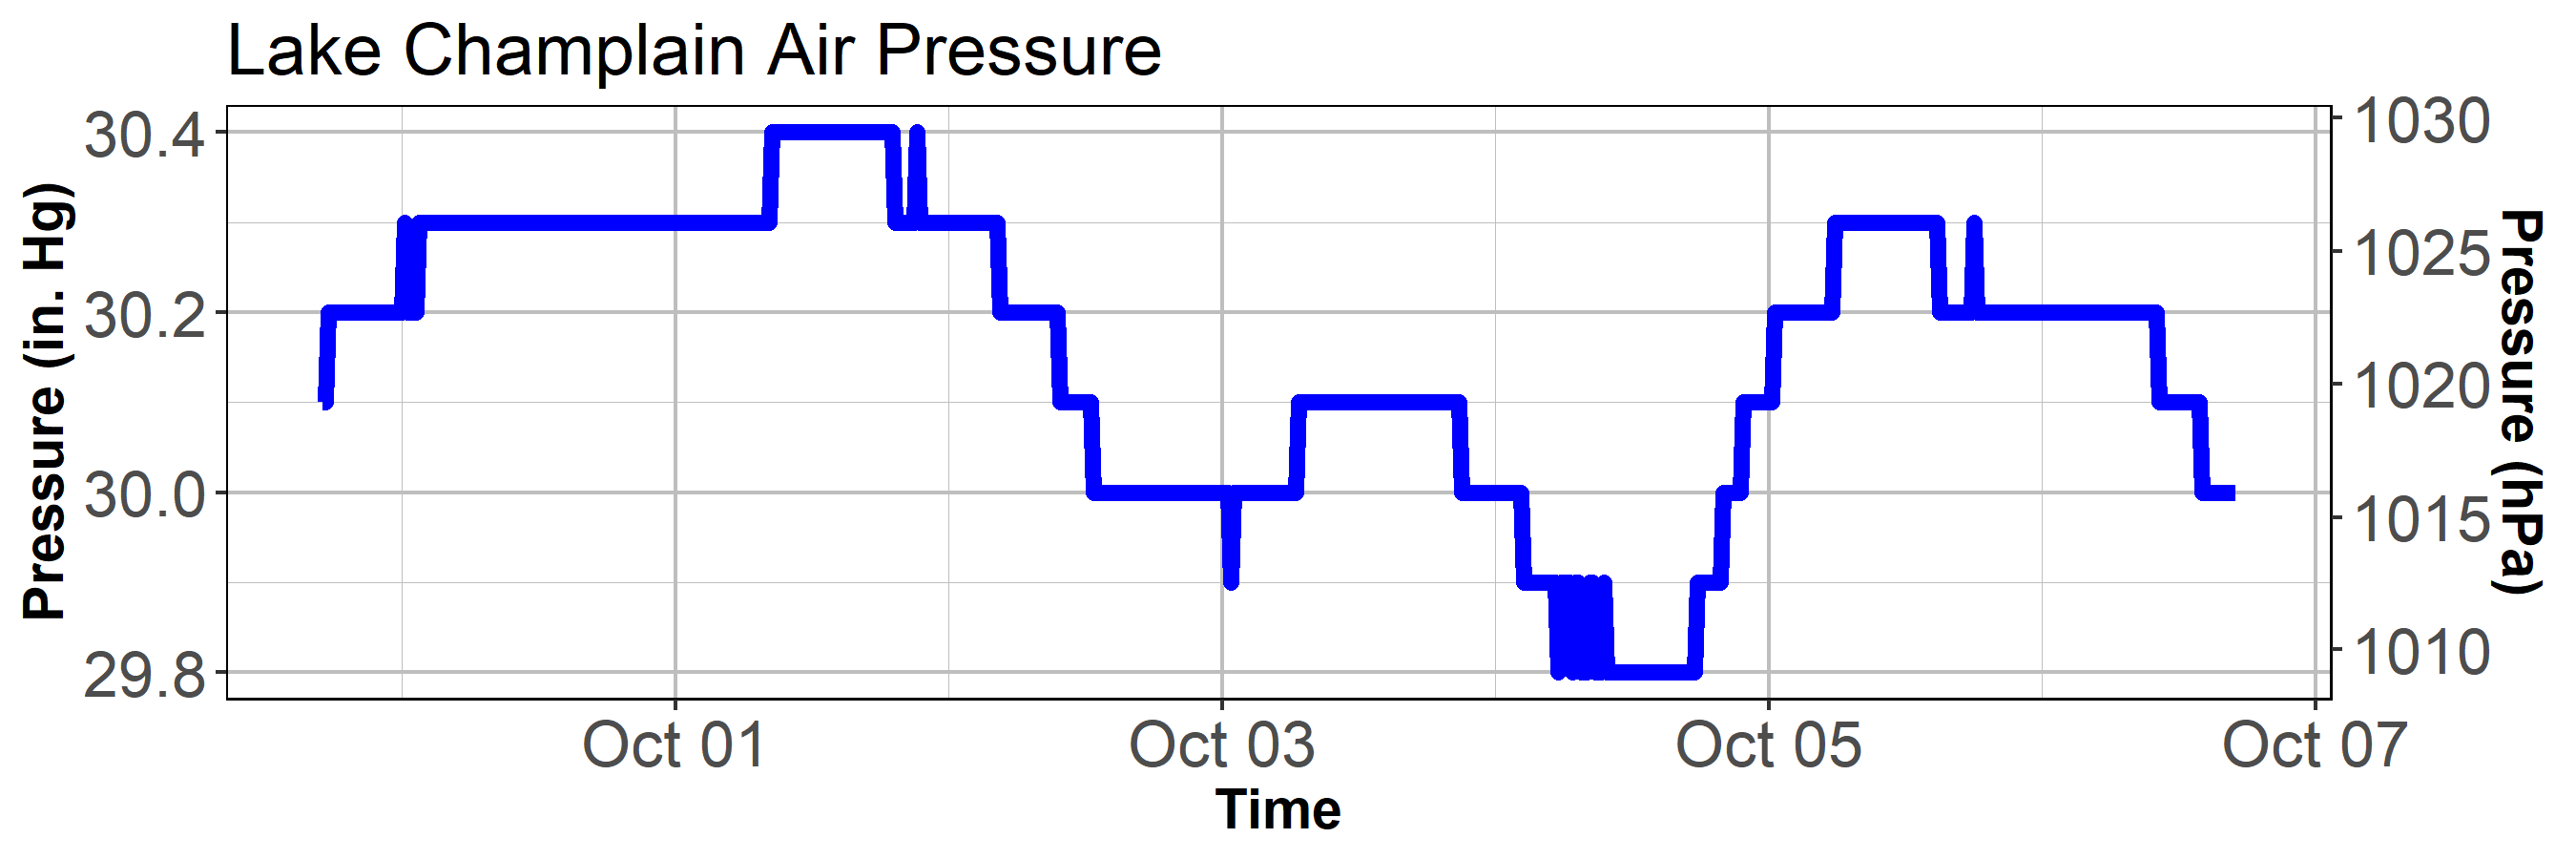 Lake Champlain Air Pressure
Pressure (in. Hg)
30.4
30.2
30.0
29.8
1030
1025
1020
1015
1010
Pressure (hPa)
Oct 01 Oct 03 Oct 05 Oct 07
Time